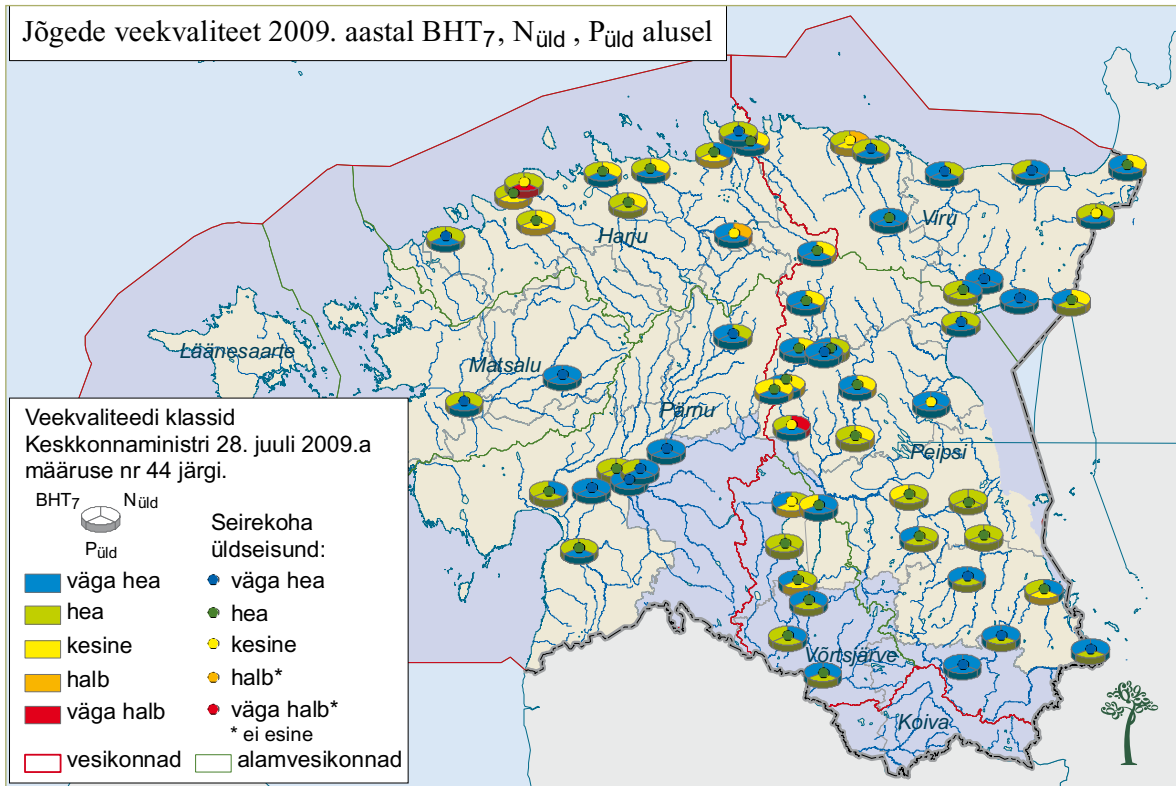 Jõgede veekvaliteet 2009. aastal BHT7, Nüld , Püld alusel
Viru
Harju
Läänesaarte
Matsalu
Pärnu
Peipsi
Võrtsjärve
Koiva
Veekvaliteedi klassid
Keskkonnaministri 28. juuli 2009.a
määruse nr 44 järgi.
BHT7 Nüld
Püld
väga hea
hea
kesine
halb
väga halb
Seirekoha
üldseisund:
väga hea
hea
kesine
halb*
väga halb*
* ei esine
vesikonnad
alamvesikonnad